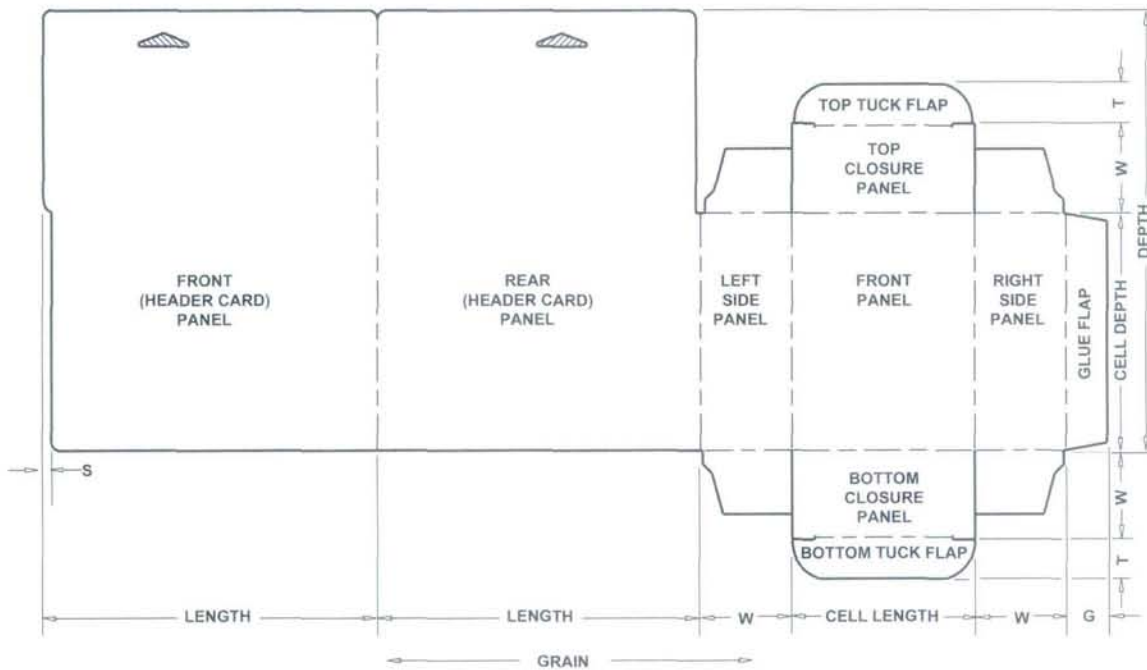 TOP TUCK FLAP
T
TOP
CLOSURE
PANEL
W
DEPTH
FRONT
(HEADER CARD)
PANEL
REAR
(HEADER CARD)
PANEL
LEFT
SIDE
PANEL
FRONT
PANEL
RIGHT
SIDE
PANEL
GLUE FLAP
CELL DEPTH
S
BOTTOM
CLOSURE
PANEL
W
BOTTOM TUCK FLAP
T
LENGTH
LENGTH
W
CELL LENGTH
W
G
GRAIN